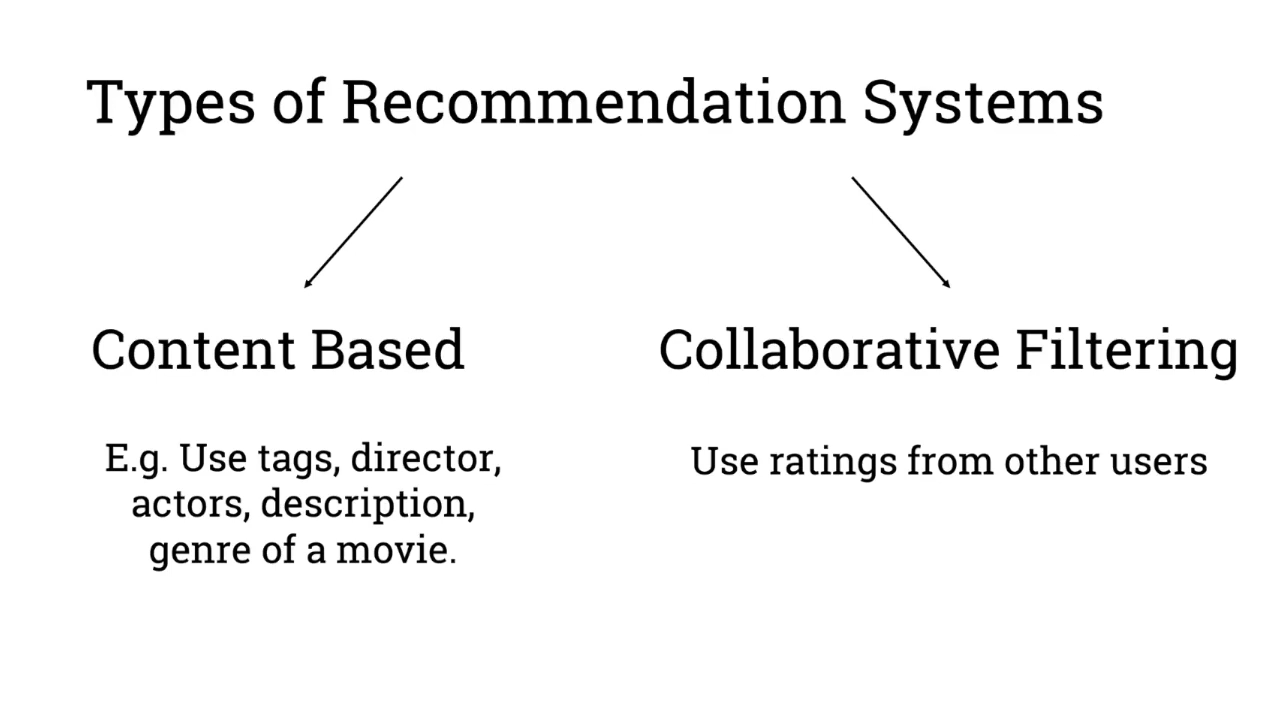 Types of Recommendation Systems
Content Based
E.g. Use tags, director,
actors, description,
genre of a movie.
Collaborative Filtering
Use ratings from other users